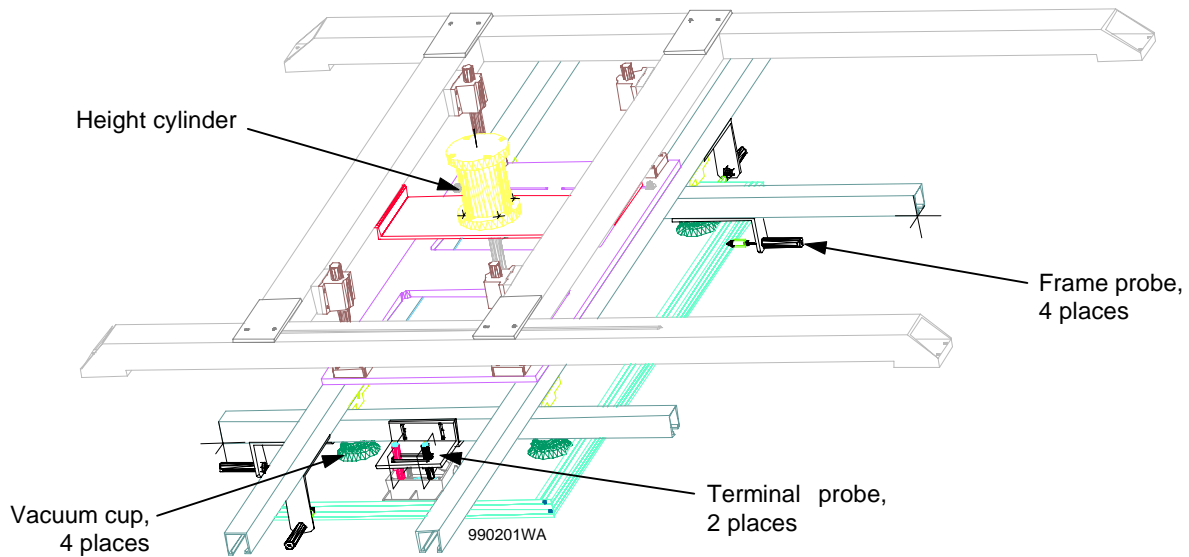 Height cylinder
Frame probe,
4 places
Terminal probe,
2 places
Vacuum cup,
4 places
990201WA